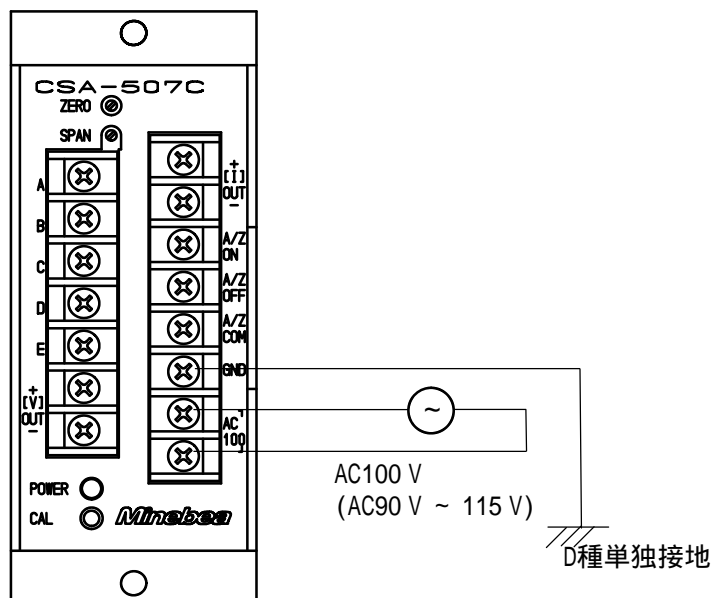 CSA-507C
ZERO
SPAN
A
B
C
D
E
+
[V]
OUT
-
+
[I]
OUT
-
A/Z
ON
A/Z
OFF
A/Z
COM
GND
AC
100
POWER
CAL
Minebea
~
AC100 V
(AC90 V ~ 115 V)
D種単独接地